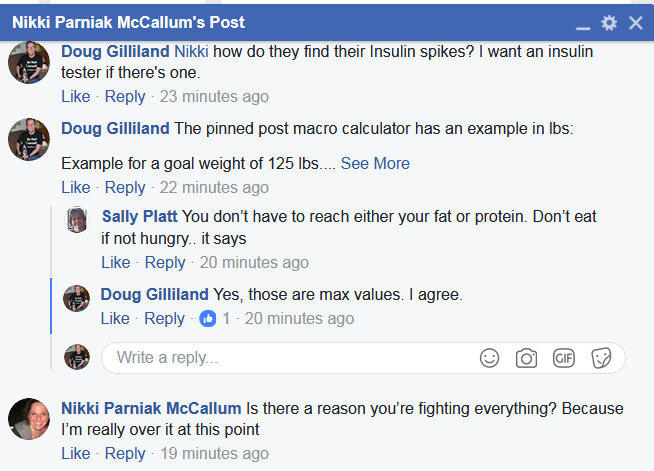 Nikki Parniak McCallum's Post
Doug Gilliland Nikki how do they find their Insulin spikes? I want an insulin
tester if there's one.
Like · Reply · 23 minutes ago
Doug Gilliland The pinned post macro calculator has an example in lbs:
Example for a goal weight of 125 lbs.... See More
Like · Reply · 22 minutes ago
Sally Platt You don’t have to reach either your fat or protein. Don’t eat
if not hungry.. it says
Like · Reply · 20 minutes ago
Doug Gilliland Yes, those are max values. I agree.
Like · Reply · 1 · 20 minutes ago
Write a reply...
GIF
Nikki Parniak McCallum Is there a reason you’re fighting everything? Because
I’m really over it at this point
Like · Reply · 19 minutes ago